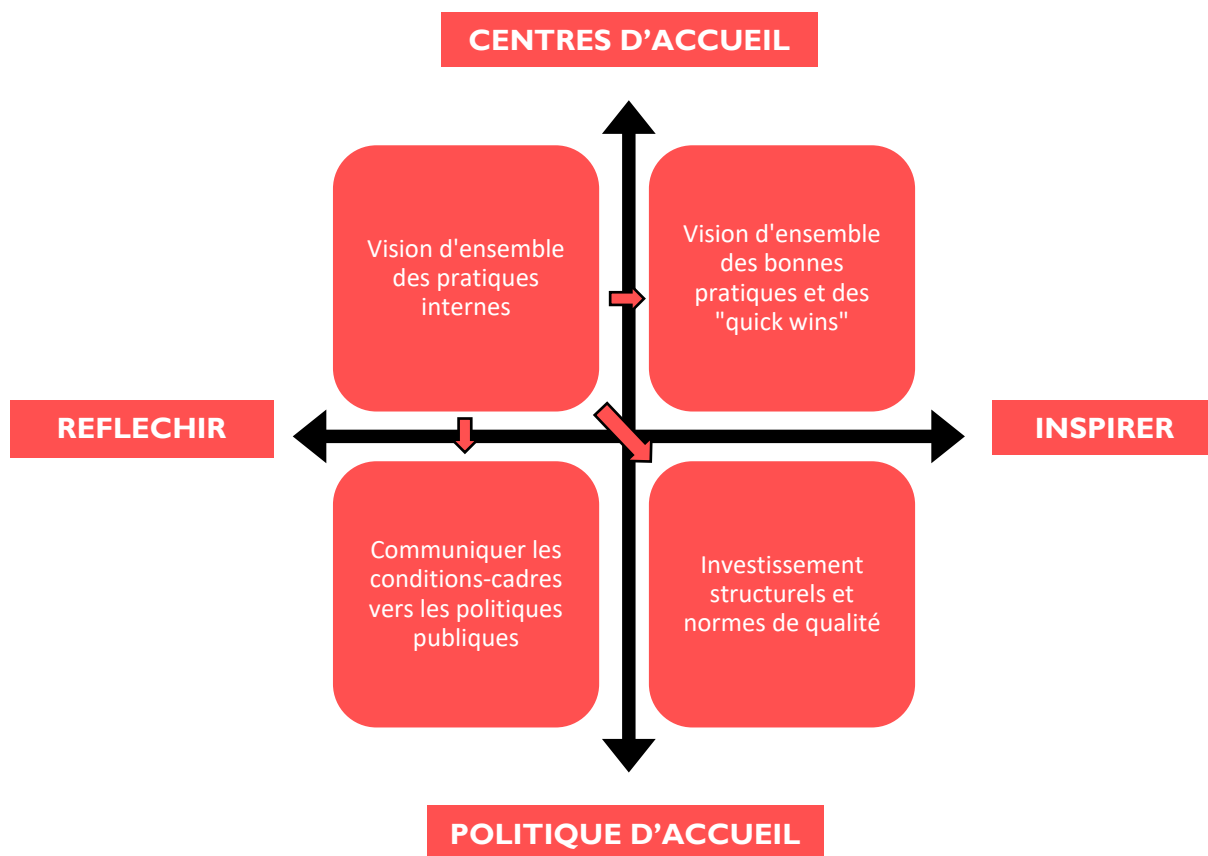 CENTRES D’ACCUEIL
Vision d'ensemble
des pratiques
internes
Vision d'ensemble
des bonnes
pratiques et des
"quick wins"
REFLECHIR
INSPIRER
Communiquer les
conditions-cadres
vers les politiques
publiques
Investissement
structurels et
normes de qualité
POLITIQUE D’ACCUEIL